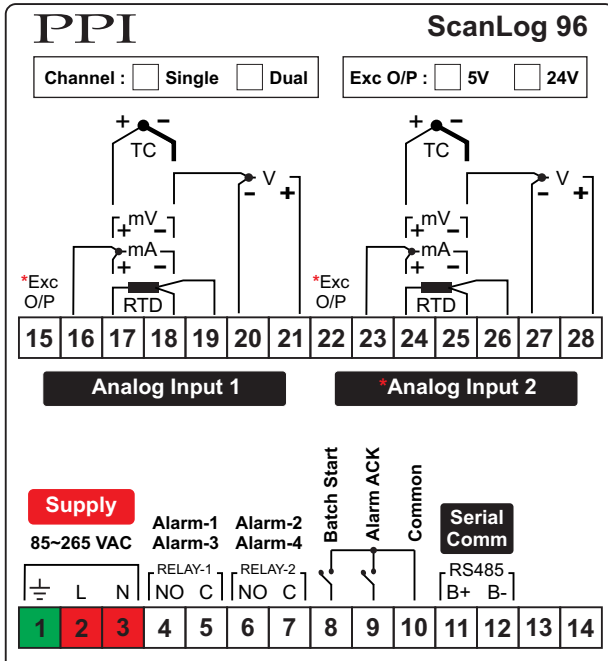 PPI ScanLog 96
Channel : Single Dual Exc O/P : 5V 24V
+ − + −
TC TC
V V
− + − +
mV mV
+ − + −
mA mA
+ − + −
*Exc O/P RTD *Exc O/P RTD
15 16 17 18 19 20 21 22 23 24 25 26 27 28
Analog Input 1 *Analog Input 2
Batch Start
Alarm ACK
Common
Supply
85~265 VAC
Alarm-1 Alarm-2
Alarm-3 Alarm-4
Serial
Comm
RELAY-1 RELAY-2 RS485
L N NO C NO C B+ B-
1 2 3 4 5 6 7 8 9 10 11 12 13 14